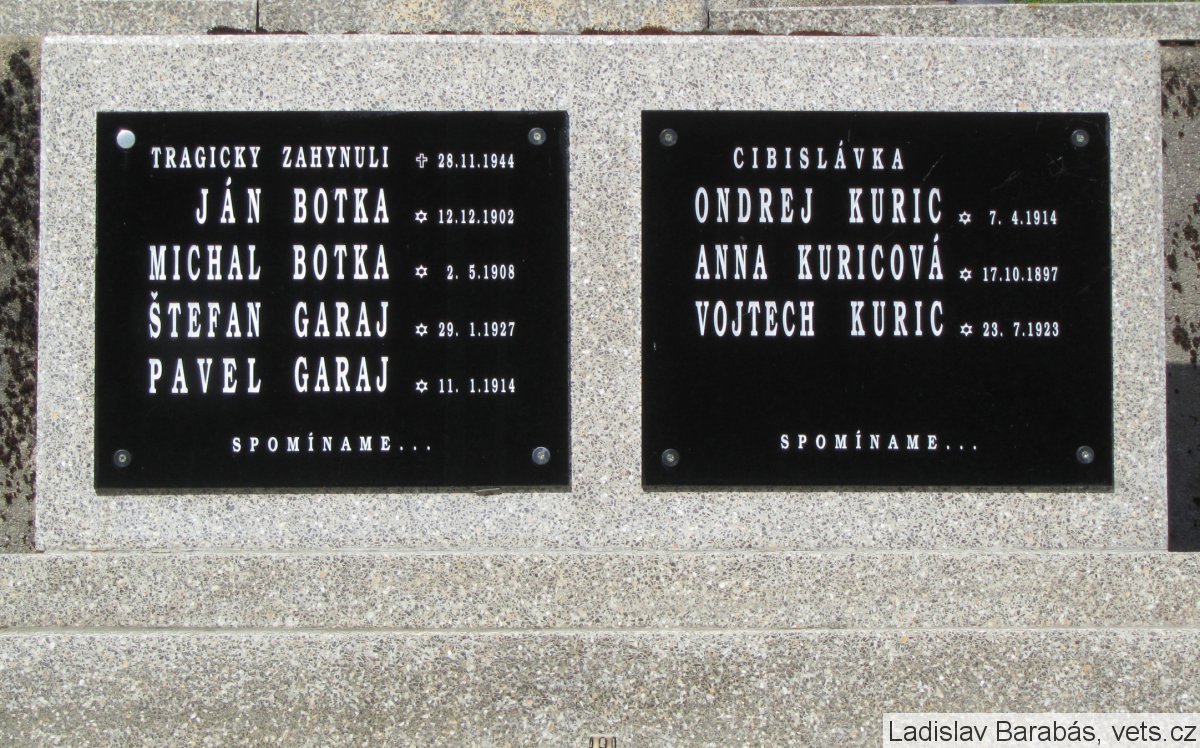 TRAGICKY ZAHYNULI ✞ 28.11.1944
JÁN BOTKA ✡ 12.12.1902
MICHAL BOTKA ✡ 2. 5.1908
ŠTEFAN GARAJ ✡ 29. 1.1927
PAVEL GARAJ ✡ 11. 1.1914
SPOMÍNAME...
CIBISLÁVKA
ONDREJ KURIC ✡ 7. 4.1914
ANNA KURICOVÁ ✡ 17.10.1897
VOJTECH KURIC ✡ 23. 7.1923
SPOMÍNAME...
Ladislav Barabás, vets.cz